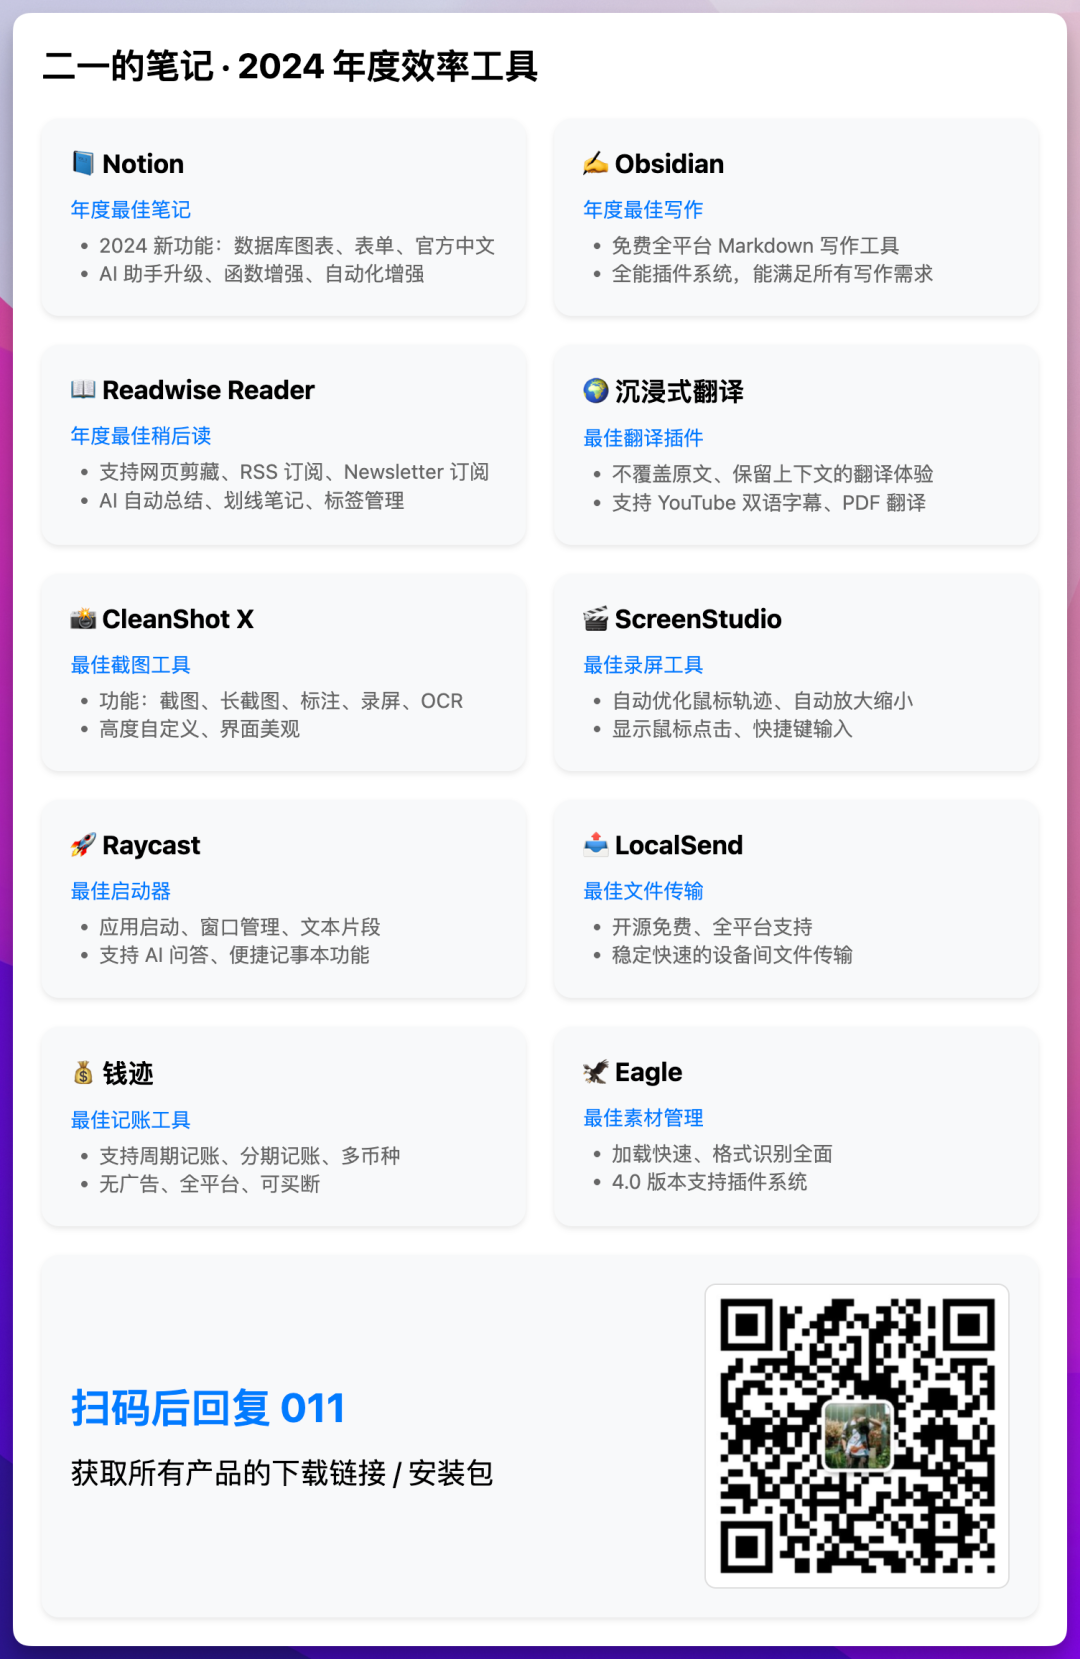 二一的笔记 · 2024 年度效率工具
📘 Notion
年度最佳笔记
• 2024 新功能：数据库图表、表单、官方中文
• AI 助手升级、函数增强、自动化增强
✍️ Obsidian
年度最佳写作
• 免费全平台 Markdown 写作工具
• 全能插件系统，能满足所有写作需求
📖 Readwise Reader
年度最佳稍后读
• 支持网页剪藏、RSS 订阅、Newsletter 订阅
• AI 自动总结、划线笔记、标签管理
🌍 沉浸式翻译
最佳翻译插件
• 不覆盖原文、保留上下文的翻译体验
• 支持 YouTube 双语字幕、PDF 翻译
📸 CleanShot X
最佳截图工具
• 功能：截图、长截图、标注、录屏、OCR
• 高度自定义、界面美观
🎬 ScreenStudio
最佳录屏工具
• 自动优化鼠标轨迹、自动放大缩小
• 显示鼠标点击、快捷键输入
🚀 Raycast
最佳启动器
• 应用启动、窗口管理、文本片段
• 支持 AI 问答、便捷记事本功能
📤 LocalSend
最佳文件传输
• 开源免费、全平台支持
• 稳定快速的设备间文件传输
💰 钱迹
最佳记账工具
• 支持周期记账、分期记账、多币种
• 无广告、全平台、可买断
🦅 Eagle
最佳素材管理
• 加载快速、格式识别全面
• 4.0 版本支持插件系统
扫码后回复 011
获取所有产品的下载链接 / 安装包